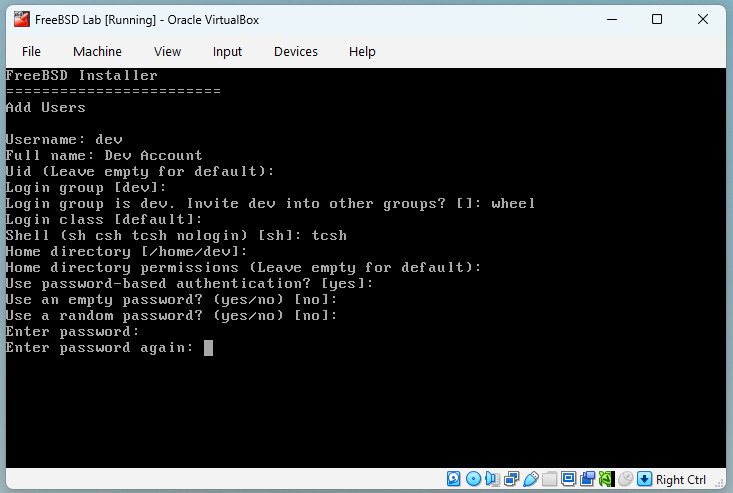 FreeBSD Lab [Running] - Oracle VirtualBox
File Machine View Input Devices Help
FreeBSD Installer
========================
Add Users
Username: dev
Full name: Dev Account
Uid (Leave empty for default):
Login group [dev]:
Login group is dev. Invite dev into other groups? []: wheel
Login class [default]:
Shell (sh csh tcsh nologin) [sh]: tcsh
Home directory [/home/dev]:
Home directory permissions (Leave empty for default):
Use password-based authentication? [yes]:
Use an empty password? (yes/no) [no]:
Use a random password? (yes/no) [no]:
Enter password:
Enter password again:
Right Ctrl